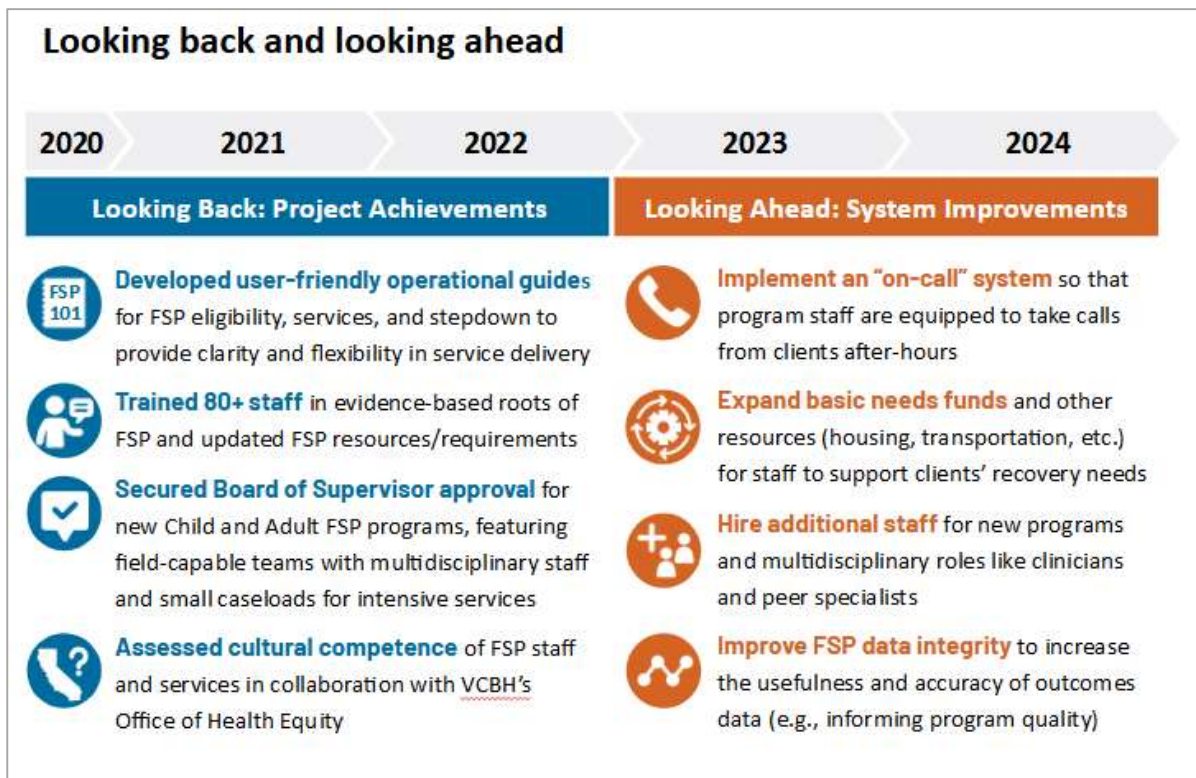 Looking back and looking ahead
2020 2021 2022 2023 2024
Looking Back: Project Achievements
FSP
101
Developed user-friendly operational guides
for FSP eligibility, services, and stepdown to
provide clarity and flexibility in service delivery
Trained 80+ staff in evidence-based roots of
FSP and updated FSP resources/requirements
Secured Board of Supervisor approval for
new Child and Adult FSP programs, featuring
field-capable teams with multidisciplinary staff
and small caseloads for intensive services
?
Assessed cultural competence of FSP staff
and services in collaboration with VCBH's
Office of Health Equity
Looking Ahead: System Improvements
Implement an “on-call” system so that
program staff are equipped to take calls
from clients after-hours
Expand basic needs funds and other
resources (housing, transportation, etc.)
for staff to support clients’ recovery needs
Hire additional staff for new programs
and multidisciplinary roles like clinicians
and peer specialists
Improve FSP data integrity to increase
the usefulness and accuracy of outcomes
data (e.g., informing program quality)